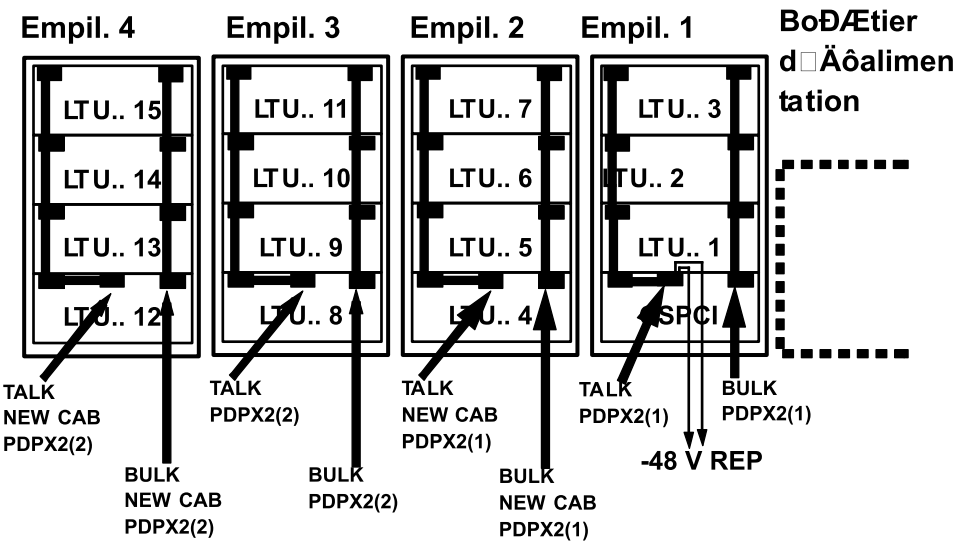 Empil. 4
Empil. 3
Empil. 2
Empil. 1
BoÐÆtier
d□Äôalimen
tation
LTU.. 15
LTU.. 11
LTU.. 7
LTU.. 3
LTU.. 14
LTU.. 10
LTU.. 6
LTU.. 2
LTU.. 13
LTU.. 9
LTU.. 5
LTU.. 1
LTU.. 12
LTU.. 8
LTU.. 4
SPCI
TALK
NEW CAB
PDPX2(2)
BULK
NEW CAB
PDPX2(2)
TALK
PDPX2(2)
BULK
PDPX2(2)
TALK
NEW CAB
PDPX2(1)
BULK
NEW CAB
PDPX2(1)
TALK
PDPX2(1)
BULK
PDPX2(1)
-48 V REP